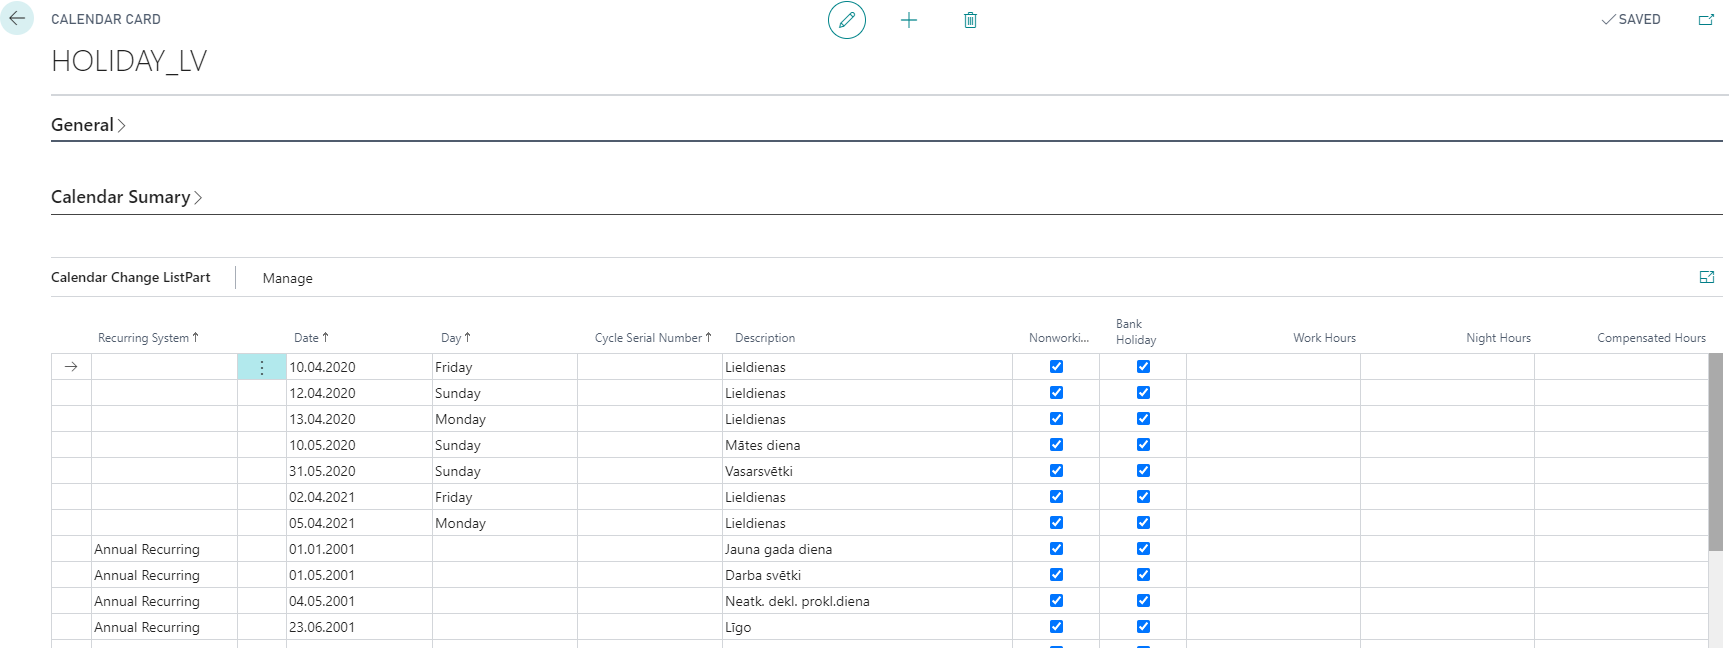 CALENDAR CARD
SAVED
HOLIDAY_LV
General
Calendar Sumary
Calendar Change ListPart Manage
Recurring System Date Day Cycle Serial Number Description Nonworki... Bank Holiday Work Hours Night Hours Compensated Hours
10.04.2020 Friday Lieldienas
12.04.2020 Sunday Lieldienas
13.04.2020 Monday Lieldienas
10.05.2020 Sunday Mātes diena
31.05.2020 Sunday Vasarsvētki
02.04.2021 Friday Lieldienas
05.04.2021 Monday Lieldienas
Annual Recurring 01.01.2001 Jauna gada diena
Annual Recurring 01.05.2001 Darba svētki
Annual Recurring 04.05.2001 Neatk. dekl. prokl.diena
Annual Recurring 23.06.2001 Līgo